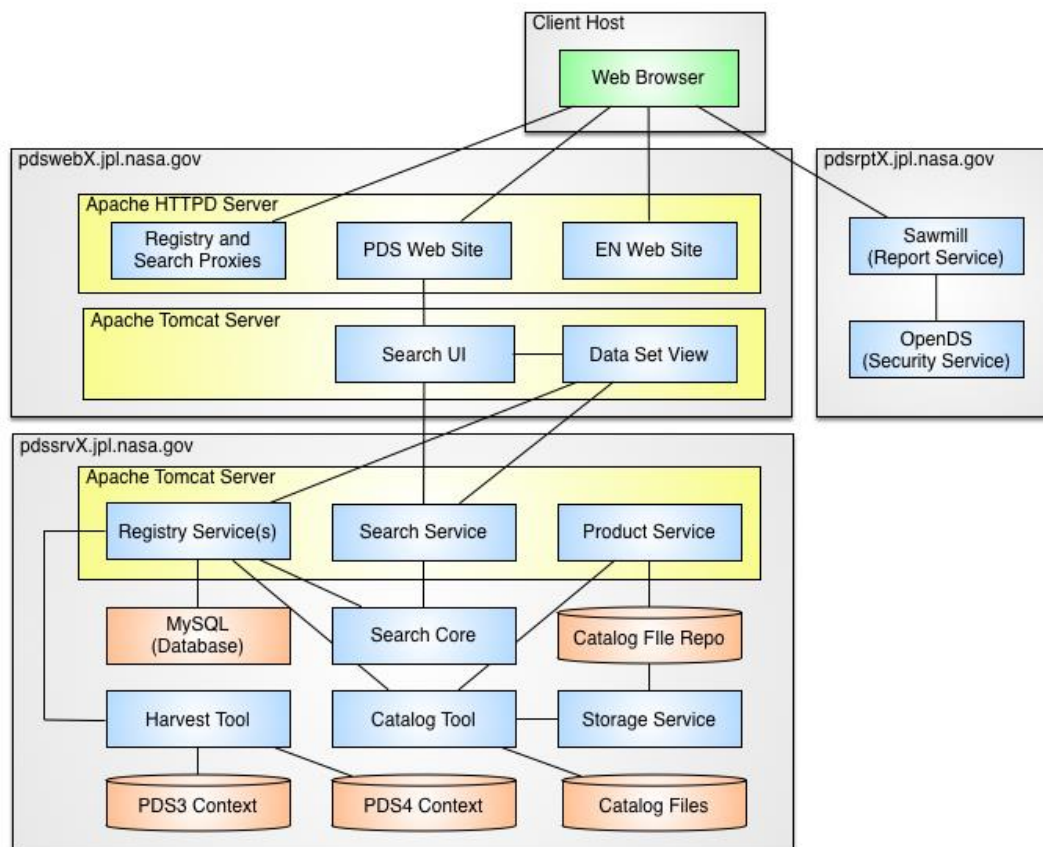 Client Host
Web Browser
pdswebX.jpl.nasa.gov
pdsrptX.jpl.nasa.gov
Apache HTTPD Server
Registry and
Search Proxies
PDS Web Site
EN Web Site
Sawmill
(Report Service)
Apache Tomcat Server
Search UI
Data Set View
OpenDS
(Security Service)
pdssrvX.jpl.nasa.gov
Apache Tomcat Server
Registry Service(s)
Search Service
Product Service
MySQL
(Database)
Search Core
Catalog FIle Repo
Harvest Tool
Catalog Tool
Storage Service
PDS3 Context
PDS4 Context
Catalog Files